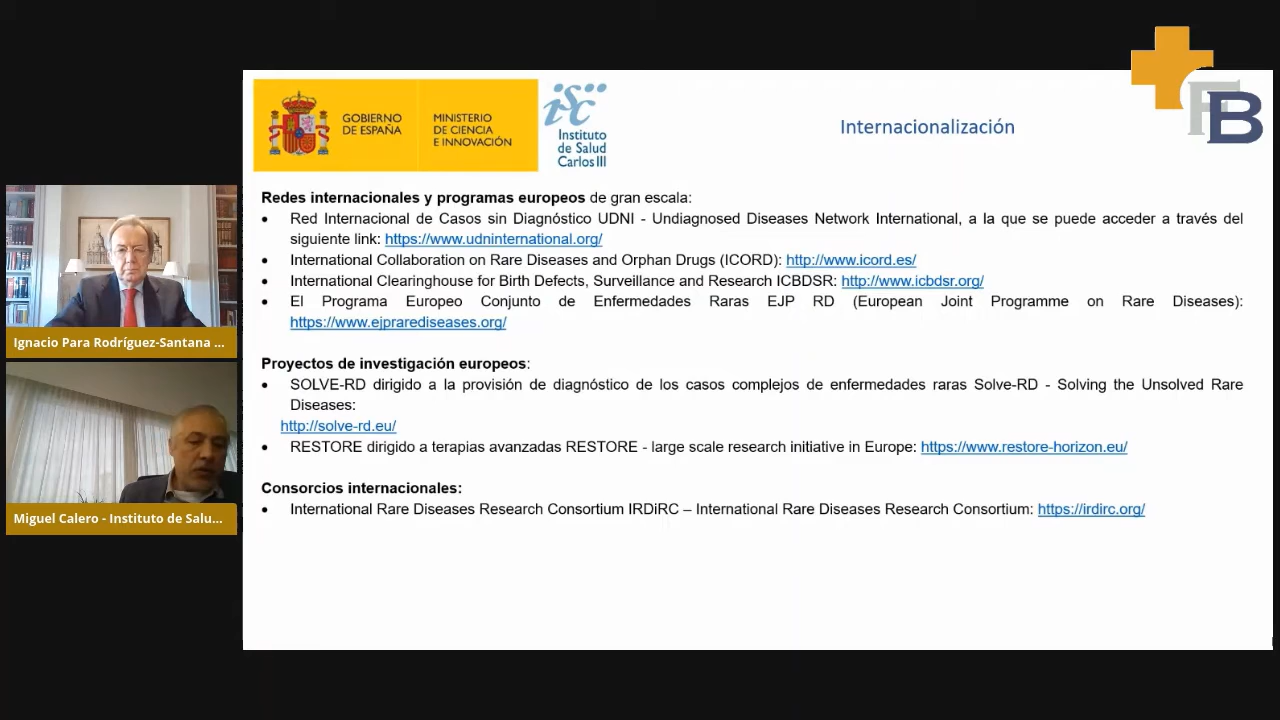 GOBIERNO
DE ESPAÑA
MINISTERIO
DE CIENCIA
E INNOVACIÓN
isc
Instituto
de Salud
Carlos III
Internacionalización
FB
Redes internacionales y programas europeos de gran escala:
• Red Internacional de Casos sin Diagnóstico UDNI - Undiagnosed Diseases Network International, a la que se puede acceder a través del
siguiente link: https://www.udninternational.org/
• International Collaboration on Rare Diseases and Orphan Drugs (ICORD): http://www.icord.es/
• International Clearinghouse for Birth Defects, Surveillance and Research ICBDSR: http://www.icbdsr.org/
• El Programa Europeo Conjunto de Enfermedades Raras EJP RD (European Joint Programme on Rare Diseases):
https://www.ejprarediseases.org/
Proyectos de investigación europeos:
• SOLVE-RD dirigido a la provisión de diagnóstico de los casos complejos de enfermedades raras Solve-RD - Solving the Unsolved Rare
Diseases:
http://solve-rd.eu/
• RESTORE dirigido a terapias avanzadas RESTORE - large scale research initiative in Europe: https://www.restore-horizon.eu/
Consorcios internacionales:
• International Rare Diseases Research Consortium IRDiRC – International Rare Diseases Research Consortium: https://irdirc.org/
Ignacio Para Rodríguez-Santana ...
Miguel Calero - Instituto de Salu...